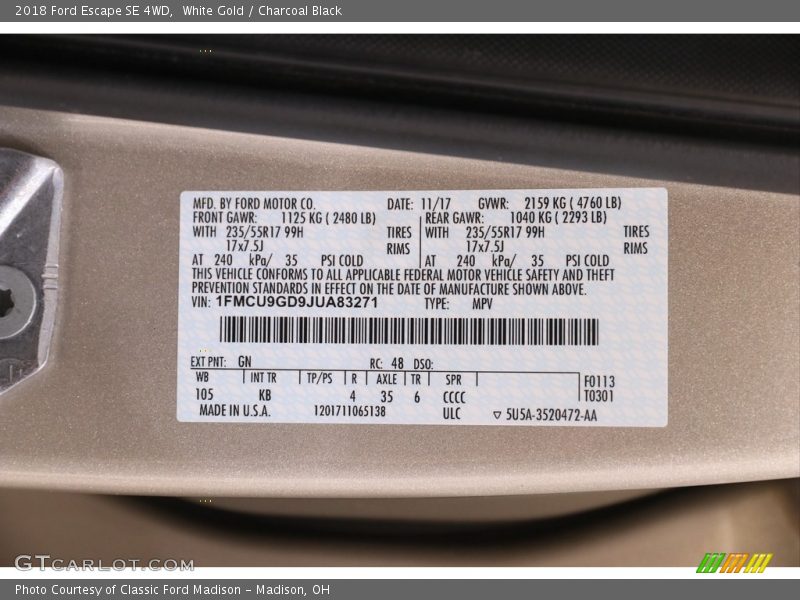 2018 Ford Escape SE 4WD,  White Gold / Charcoal Black
MFD. BY FORD MOTOR CO. DATE: 11/17 GVWR: 2159 KG ( 4760 LB)
FRONT GAWR: 1125 KG ( 2480 LB) REAR GAWR: 1040 KG ( 2293 LB)
WITH 235/55R17 99H TIRES WITH 235/55R17 99H TIRES
17x7.5J RIMS 17x7.5J RIMS
AT 240 kPa/ 35 PSI COLD AT 240 kPa/ 35 PSI COLD
THIS VEHICLE CONFORMS TO ALL APPLICABLE FEDERAL MOTOR VEHICLE SAFETY AND THEFT
PREVENTION STANDARDS IN EFFECT ON THE DATE OF MANUFACTURE SHOWN ABOVE.
VIN: 1FMCU9GD9JUA83271 TYPE: MPV
EXT PNT: GN RC: 48 DSO:
WB INT TR TP/PS R AXLE TR SPR F0113
105 KB 4 35 6 CCCC T0301
MADE IN U.S.A. 1201711065138 ULC ▽ 5U5A-3520472-AA
GTCARLOT.COM
Photo Courtesy of Classic Ford Madison - Madison, OH